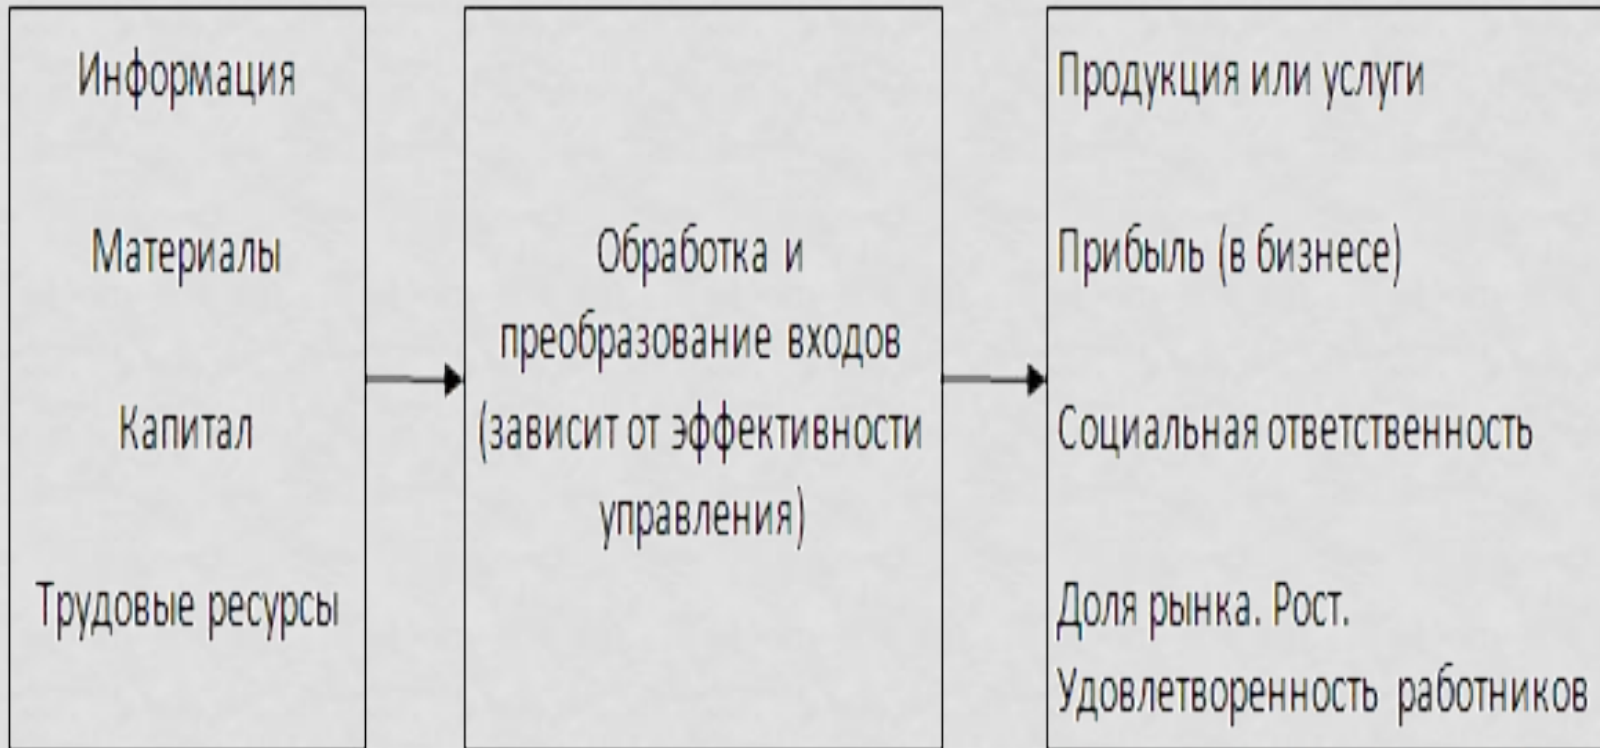 Информация
Материалы
Капитал
Трудовые ресурсы
Обработка и
преобразование входов
(зависит от эффективности
управления)
Продукция или услуги
Прибыль (в бизнесе)
Социальная ответственность
Доля рынка. Рост.
Удовлетворенность работников